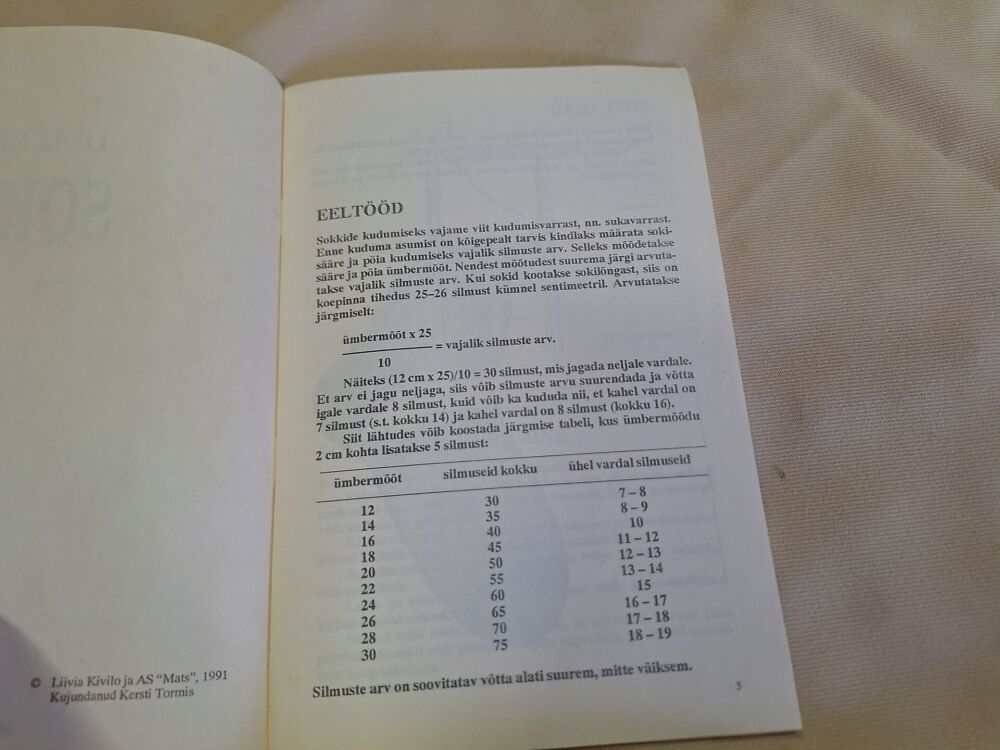 © Liivia Kivilo ja AS “Mats”, 1991
Kujundanud Kersti Tormis
EELTÖÖD
Sokkide kudumiseks vajame viit kudumisvarrast, nn. sukavarrast.
Enne kuduma asumist on kõigepealt tarvis kindlaks määrata soki-
sääre ja pöia kudumiseks vajalik silmuste arv. Selleks mõõdetakse
sääre ja pöia ümbermõõt. Nendest mõõtudest suurema järgi arvuta-
takse vajalik silmuste arv. Kui sokid kootakse sokilõngast, siis on
koepinna tihedus 25–26 silmust kümnel sentimeetril. Arvutatakse
järgmiselt:
ümbermõõt x 25
= vajalik silmuste arv.
10
Näiteks (12 cm x 25)/10 = 30 silmust, mis jagada neljale vardale.
Et arv ei jagu neljaga, siis võib silmuste arvu suurendada ja võtta
igale vardale 8 silmust, kuid võib ka kududa nii, et kahel vardal on
7 silmust (s.t. kokku 14) ja kahel vardal on 8 silmust (kokku 16).
Siit lähtudes võib koostada järgmise tabeli, kus ümbermõõdu
2 cm kohta lisatakse 5 silmust:
ümbermõõt silmuseid kokku ühel vardal silmuseid
12 30 7 – 8
14 35 8 – 9
16 40 10
18 45 11 – 12
20 50 12 – 13
22 55 13 – 14
24 60 15
26 65 16 – 17
28 70 17 – 18
30 75 18 – 19
Silmuste arv on soovitatav võtta alati suurem, mitte väiksem.
3